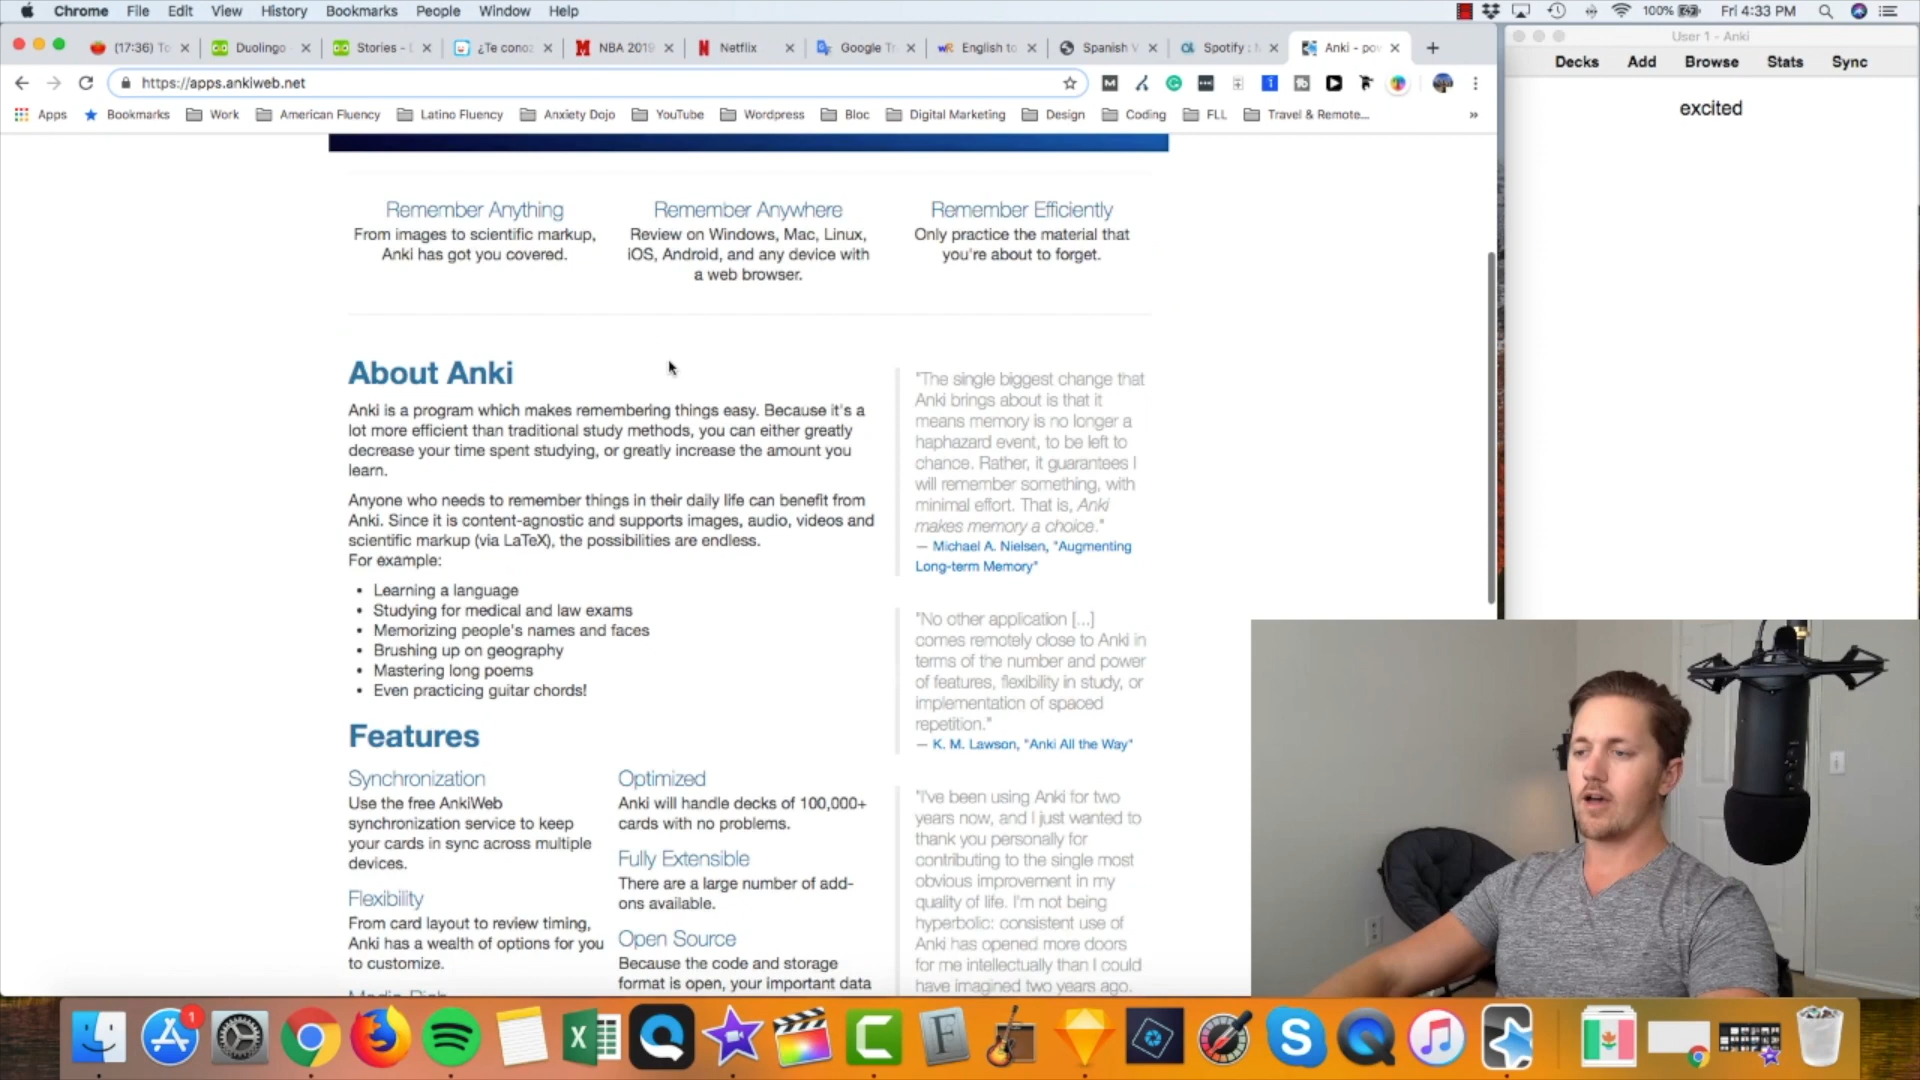 Chrome File Edit View History Bookmarks People Window Help
100% Fri 4:33 PM
(17:36) To
Duolingo
Stories - D
¿Te conoz
NBA 2019
Netflix
Google Tr
English to
Spanish V
Spotify : M
Anki - pow
https://apps.ankiweb.net
Apps Bookmarks Work American Fluency Latino Fluency Anxiety Dojo YouTube Wordpress Bloc Digital Marketing Design Coding FLL Travel & Remote... »
Remember Anything
From images to scientific markup,
Anki has got you covered.
Remember Anywhere
Review on Windows, Mac, Linux,
iOS, Android, and any device with
a web browser.
Remember Efficiently
Only practice the material that
you're about to forget.
About Anki
Anki is a program which makes remembering things easy. Because it's a
lot more efficient than traditional study methods, you can either greatly
decrease your time spent studying, or greatly increase the amount you
learn.
Anyone who needs to remember things in their daily life can benefit from
Anki. Since it is content-agnostic and supports images, audio, videos and
scientific markup (via LaTeX), the possibilities are endless.
For example:
• Learning a language
• Studying for medical and law exams
• Memorizing people's names and faces
• Brushing up on geography
• Mastering long poems
• Even practicing guitar chords!
Features
Synchronization
Use the free AnkiWeb
synchronization service to keep
your cards in sync across multiple
devices.
Flexibility
From card layout to review timing,
Anki has a wealth of options for you
to customize.
Media-Rich
Optimized
Anki will handle decks of 100,000+
cards with no problems.
Fully Extensible
There are a large number of add-
ons available.
Open Source
Because the code and storage
format is open, your important data
"The single biggest change that
Anki brings about is that it
means memory is no longer a
haphazard event, to be left to
chance. Rather, it guarantees I
will remember something, with
minimal effort. That is, Anki
makes memory a choice."
— Michael A. Nielsen, "Augmenting
Long-term Memory"
"No other application [...]
comes remotely close to Anki in
terms of the number and power
of features, flexibility in study, or
implementation of spaced
repetition."
— K. M. Lawson, "Anki All the Way"
"I've been using Anki for two
years now, and I just wanted to
thank you personally for
contributing to the single most
obvious improvement in my
quality of life. I'm not being
hyperbolic: consistent use of
Anki has opened more doors
for me intellectually than I could
have imagined two years ago.
User 1 - Anki
Decks Add Browse Stats Sync
excited
1